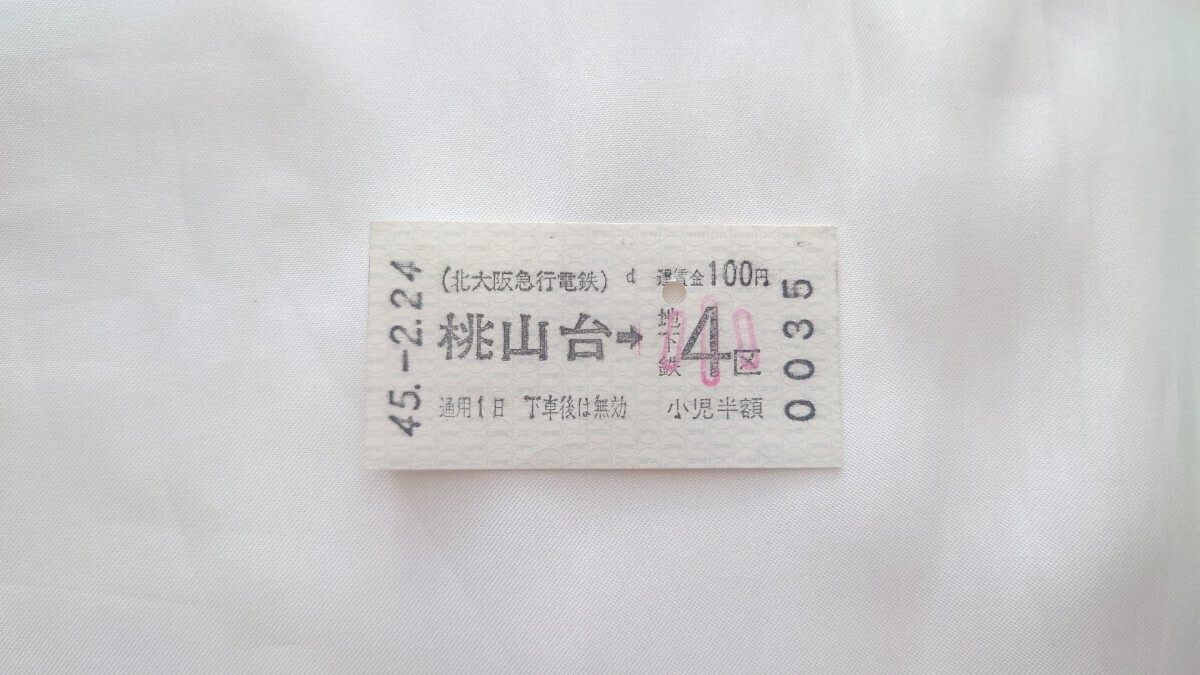 45.-2.24
(北大阪急行電鉄) d 運賃金100円
桃山台➡地下鉄4区
通用1日 下車後は無効 小児半額
0035